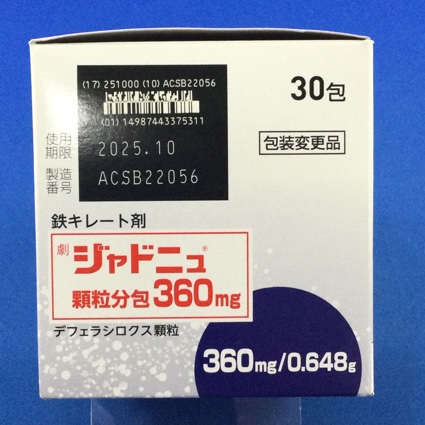 (17) 251000 (10) ACSB22056
(01) 14987443375311
30包
使用
期限
2025.10
包装変更品
製造
番号
ACSB22056
鉄キレート剤
劇
ジャドニュ®
顆粒分包360mg
デフェラシロクス顆粒
360mg/0.648g